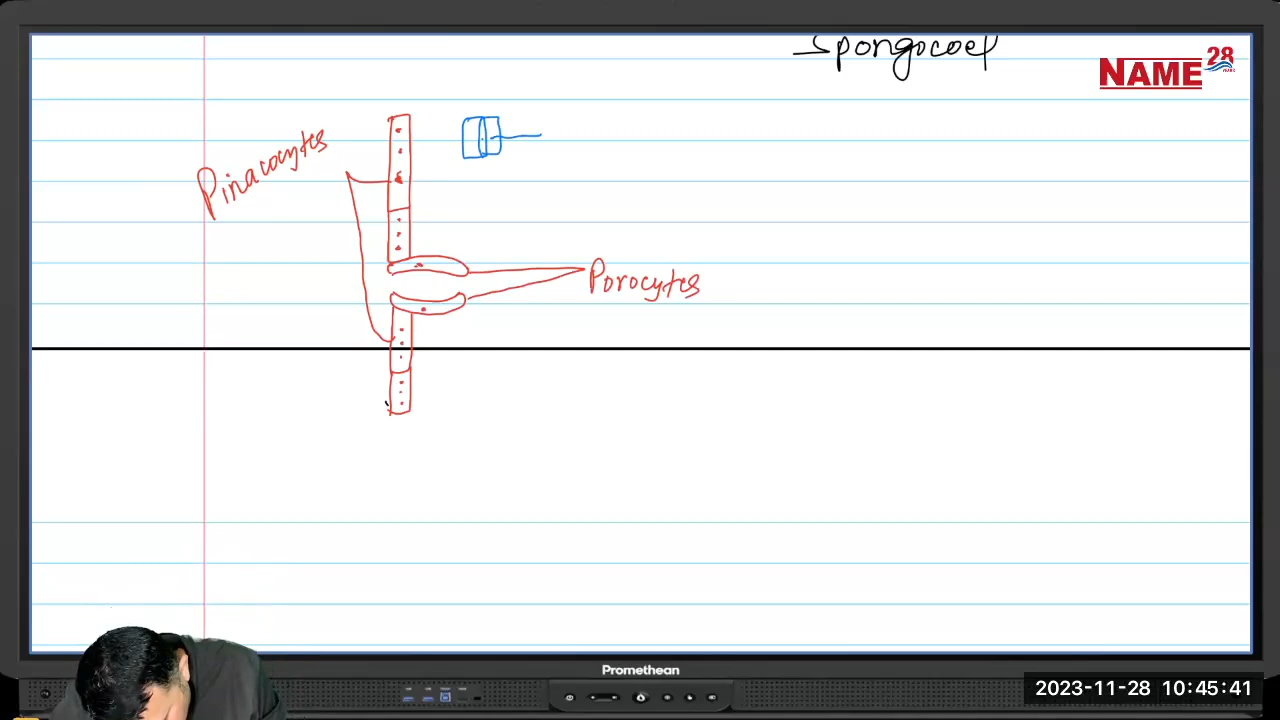 Spongocoel
NAME 28
Pinacocytes
Porocytes
Promethean
2023-11-28 10:45:41